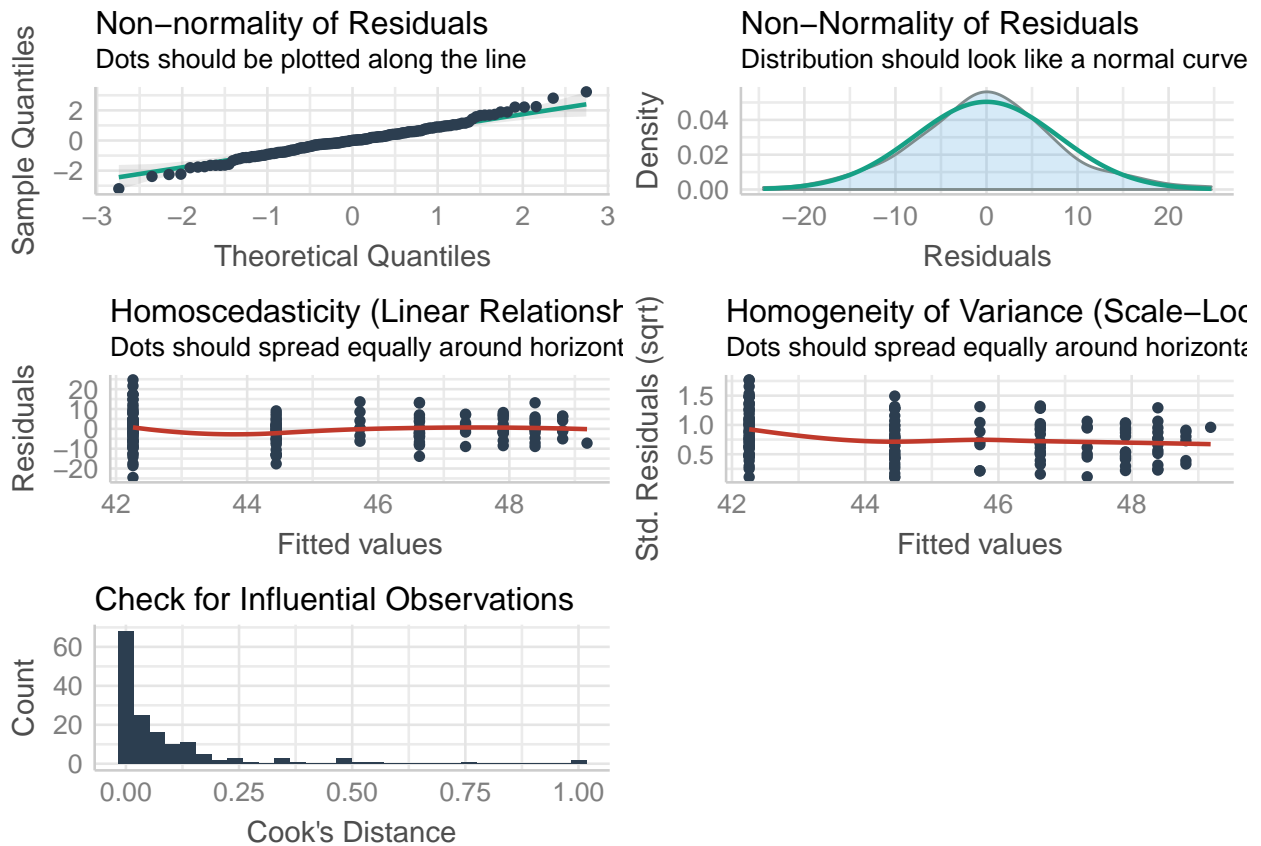 Non−normality of Residuals
Dots should be plotted along the line
Sample Quantiles
2
0
−2
−3 −2 −1 0 1 2 3
Theoretical Quantiles
Non−Normality of Residuals
Distribution should look like a normal curve
Density
0.04
0.02
0.00
−20 −10 0 10 20
Residuals
Homoscedasticity (Linear Relationsh
Dots should spread equally around horizont
Residuals
20
10
0
−10
−20
42 44 46 48
Fitted values
Homogeneity of Variance (Scale−Loc
Dots should spread equally around horizonta
Std. Residuals (sqrt)
1.5
1.0
0.5
42 44 46 48
Fitted values
Check for Influential Observations
Count
60
40
20
0
0.00 0.25 0.50 0.75 1.00
Cook's Distance